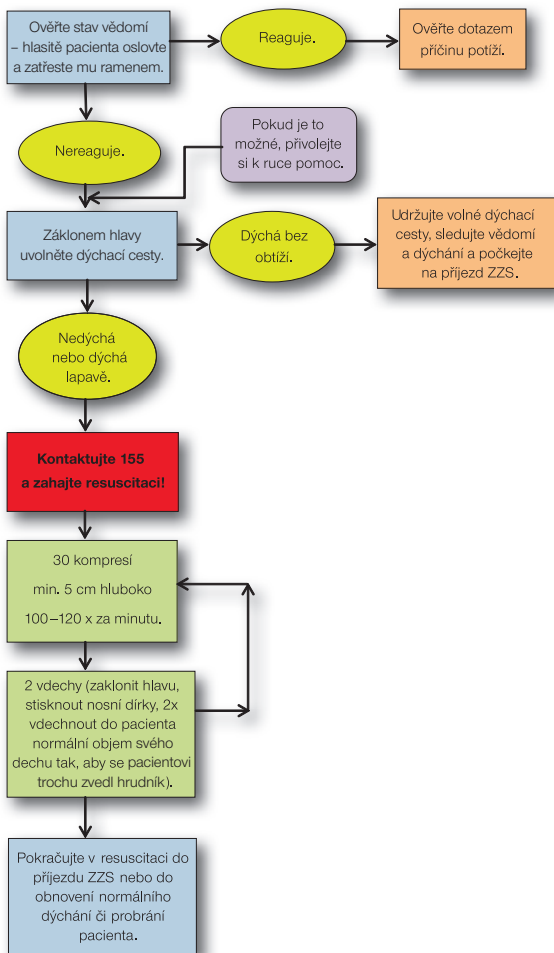 Ověřte stav vědomí
– hlasitě pacienta oslovte
a zatřeste mu ramenem.
Reaguje.
Ověřte dotazem
příčinu potíží.
Nereaguje.
Pokud je to
možné, přivolejte
si k ruce pomoc.
Záklonem hlavy
uvolněte dýchací cesty.
Dýchá bez
obtíží.
Udržujte volné dýchací
cesty, sledujte vědomí
a dýchání a počkejte
na příjezd ZZS.
Nedýchá
nebo dýchá
lapavě.
Kontaktujte 155
a zahajte resuscitaci!
30 kompresí
min. 5 cm hluboko
100–120 x za minutu.
2 vdechy (zaklonit hlavu,
stisknout nosní dírky, 2x
vdechnout do pacienta
normální objem svého
dechu tak, aby se pacientovi
trochu zvedl hrudník).
Pokračujte v resuscitaci do
příjezdu ZZS nebo do
obnovení normálního
dýchání či probrání
pacienta.